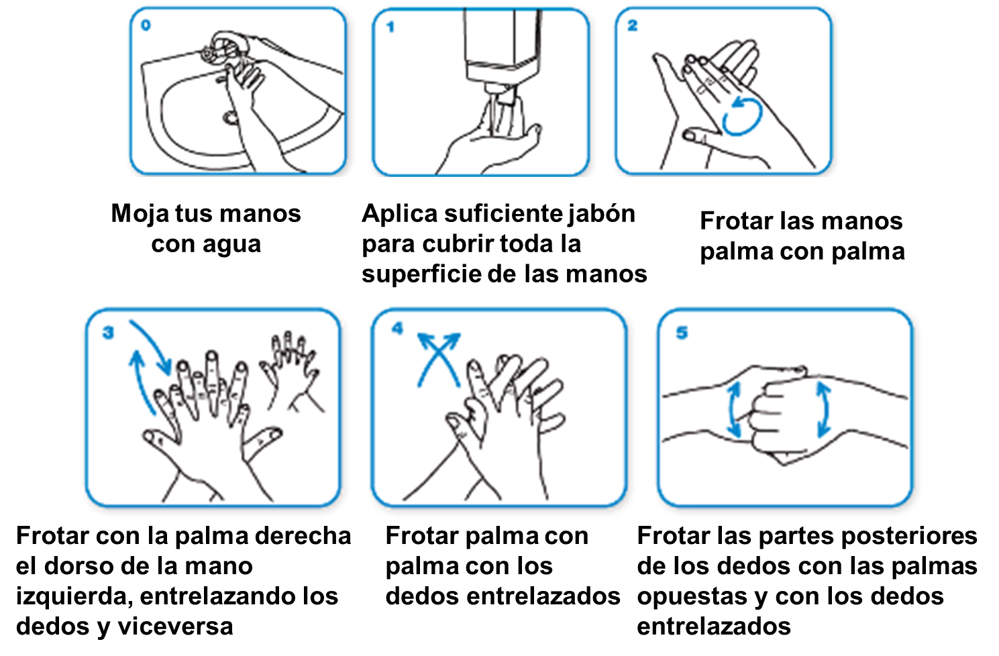 0
1
2
Moja tus manos
con agua
Aplica suficiente jabón
para cubrir toda la
superficie de las manos
Frotar las manos
palma con palma
3
4
5
Frotar con la palma derecha
el dorso de la mano
izquierda, entrelazando los
dedos y viceversa
Frotar palma con
palma con los
dedos entrelazados
Frotar las partes posteriores
de los dedos con las palmas
opuestas y con los dedos
entrelazados